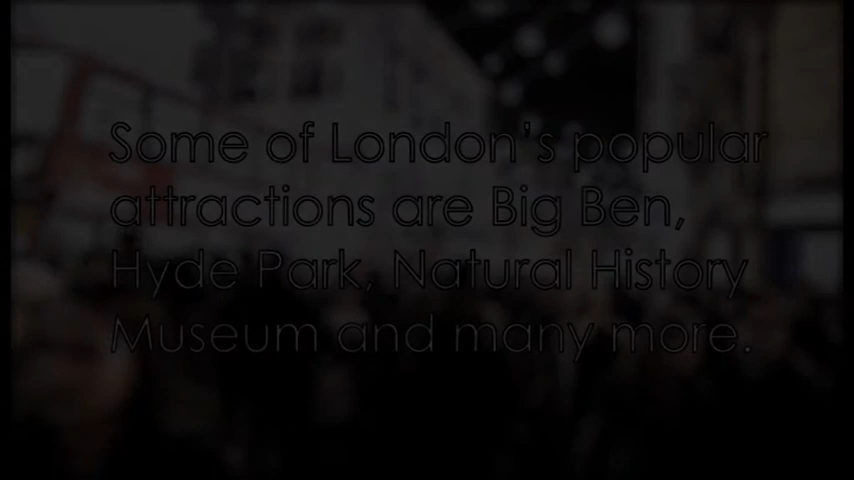 Some of London's popular
attractions are Big Ben,
Hyde Park, Natural History
Museum and many more.